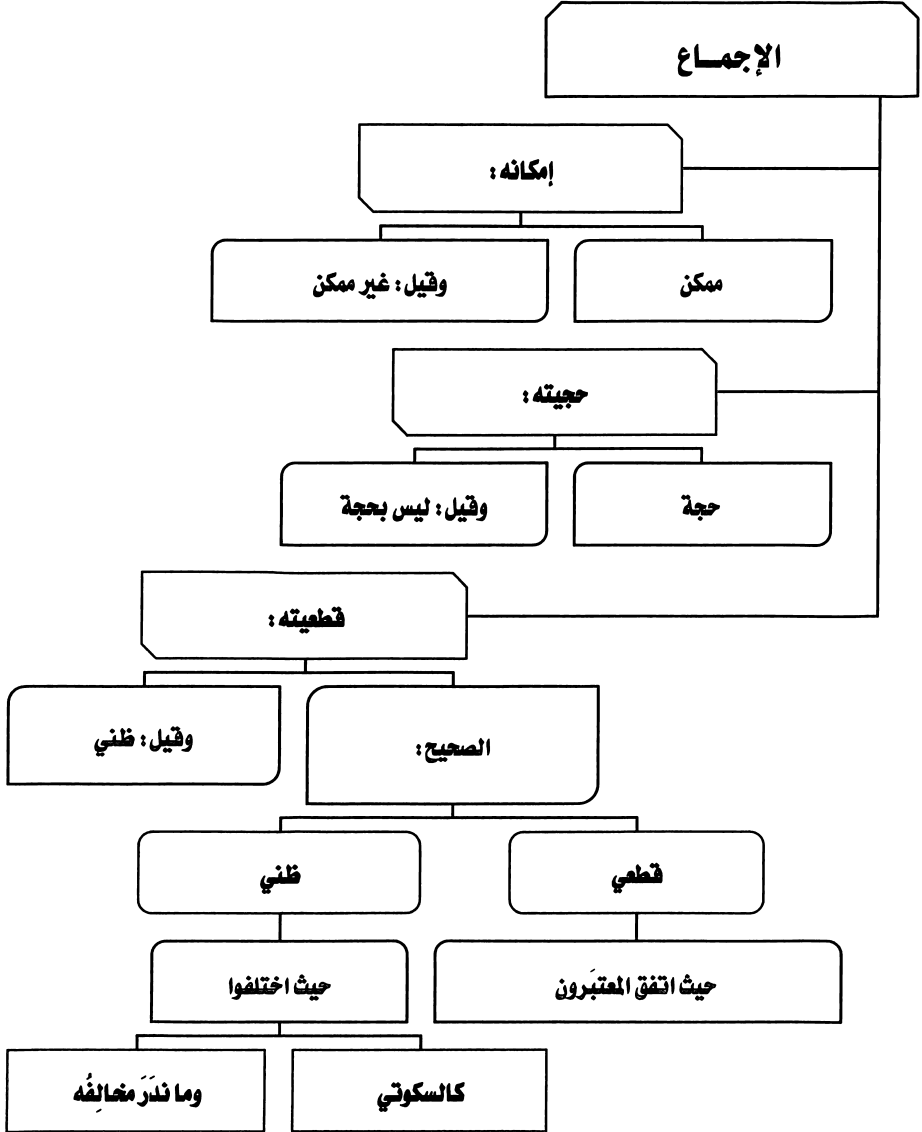 الإجمـاع
إمكانه:
ممكن
وقيل: غير ممكن
حجيته:
حجة
وقيل: ليس بحجة
قطعيته:
الصحيح:
وقيل: ظني
قطعي
ظني
حيث اتفق المعتبَرون
حيث اختلفوا
كالسكوتي
وما ندَرَ مخالِفُه